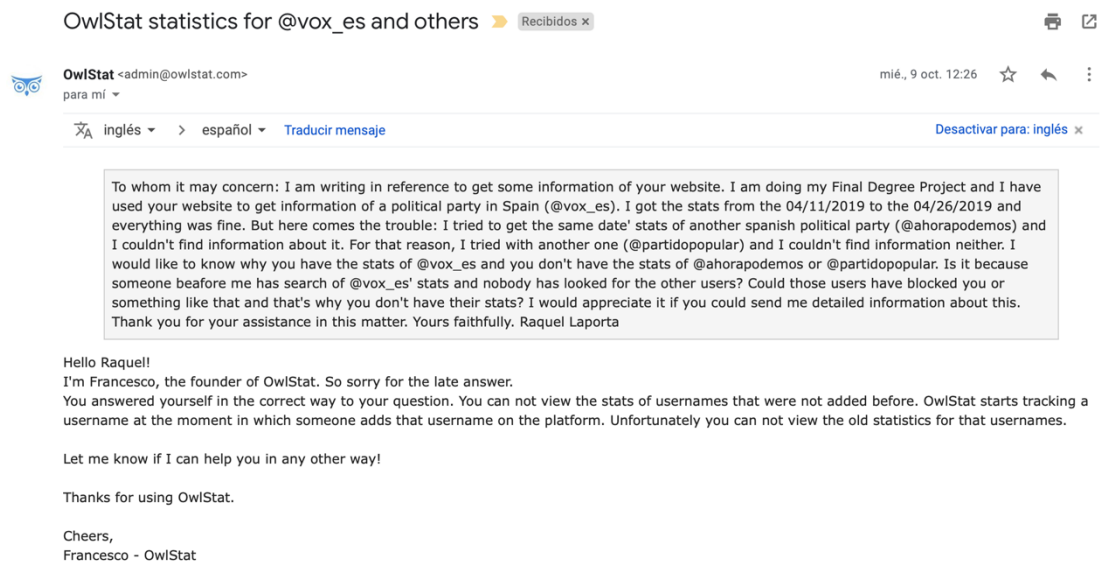 OwlStat statistics for @vox_es and others
Recibidos ×
OwlStat <admin@owlstat.com>
mié., 9 oct. 12:26
para mí
inglés
español
Traducir mensaje
Desactivar para: inglés ×
To whom it may concern: I am writing in reference to get some information of your website. I am doing my Final Degree Project and I have
used your website to get information of a political party in Spain (@vox_es). I got the stats from the 04/11/2019 to the 04/26/2019 and
everything was fine. But here comes the trouble: I tried to get the same date' stats of another spanish political party (@ahorapodemos) and
I couldn't find information about it. For that reason, I tried with another one (@partidopopular) and I couldn't find information neither. I
would like to know why you have the stats of @vox_es and you don't have the stats of @ahorapodemos or @partidopopular. Is it because
someone beafore me has search of @vox_es' stats and nobody has looked for the other users? Could those users have blocked you or
something like that and that's why you don't have their stats? I would appreciate it if you could send me detailed information about this.
Thank you for your assistance in this matter. Yours faithfully. Raquel Laporta
Hello Raquel!
I'm Francesco, the founder of OwlStat. So sorry for the late answer.
You answered yourself in the correct way to your question. You can not view the stats of usernames that were not added before. OwlStat starts tracking a
username at the moment in which someone adds that username on the platform. Unfortunately you can not view the old statistics for that usernames.
Let me know if I can help you in any other way!
Thanks for using OwlStat.
Cheers,
Francesco - OwlStat